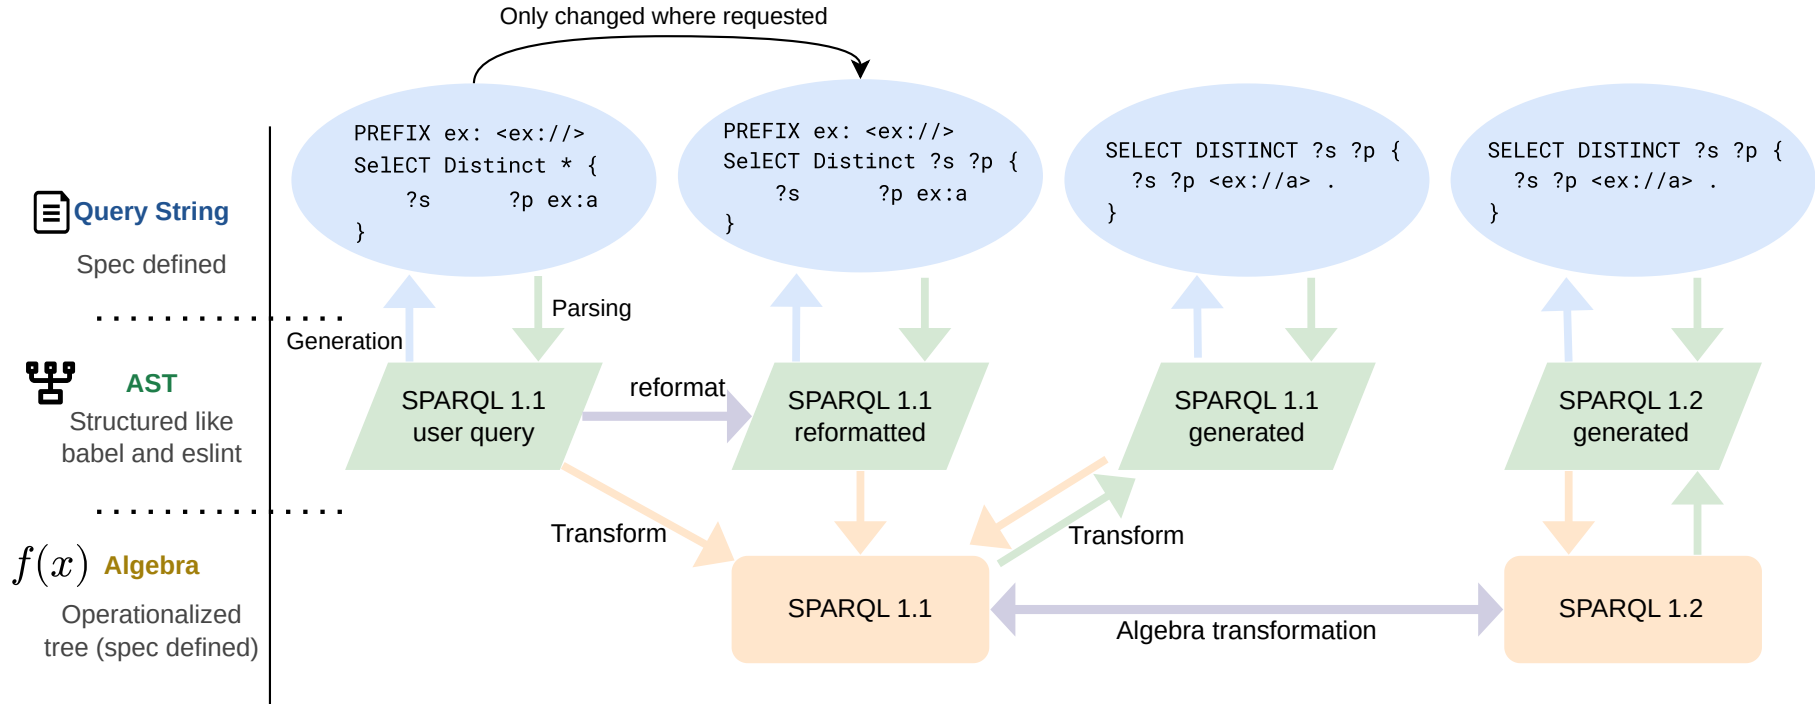 Only changed where requested
PREFIX ex: <ex://>
SelECT Distinct * {
?s ?p ex:a
}
PREFIX ex: <ex://>
SelECT Distinct ?s ?p {
?s ?p ex:a
}
SELECT DISTINCT ?s ?p {
?s ?p <ex://a> .
}
SELECT DISTINCT ?s ?p {
?s ?p <ex://a> .
}
Query String
Spec defined
Generation
Parsing
AST
Structured like
babel and eslint
SPARQL 1.1
user query
reformat
SPARQL 1.1
reformatted
SPARQL 1.1
generated
SPARQL 1.2
generated
Transform
Transform
f(x) Algebra
Operationalized
tree (spec defined)
SPARQL 1.1
Algebra transformation
SPARQL 1.2